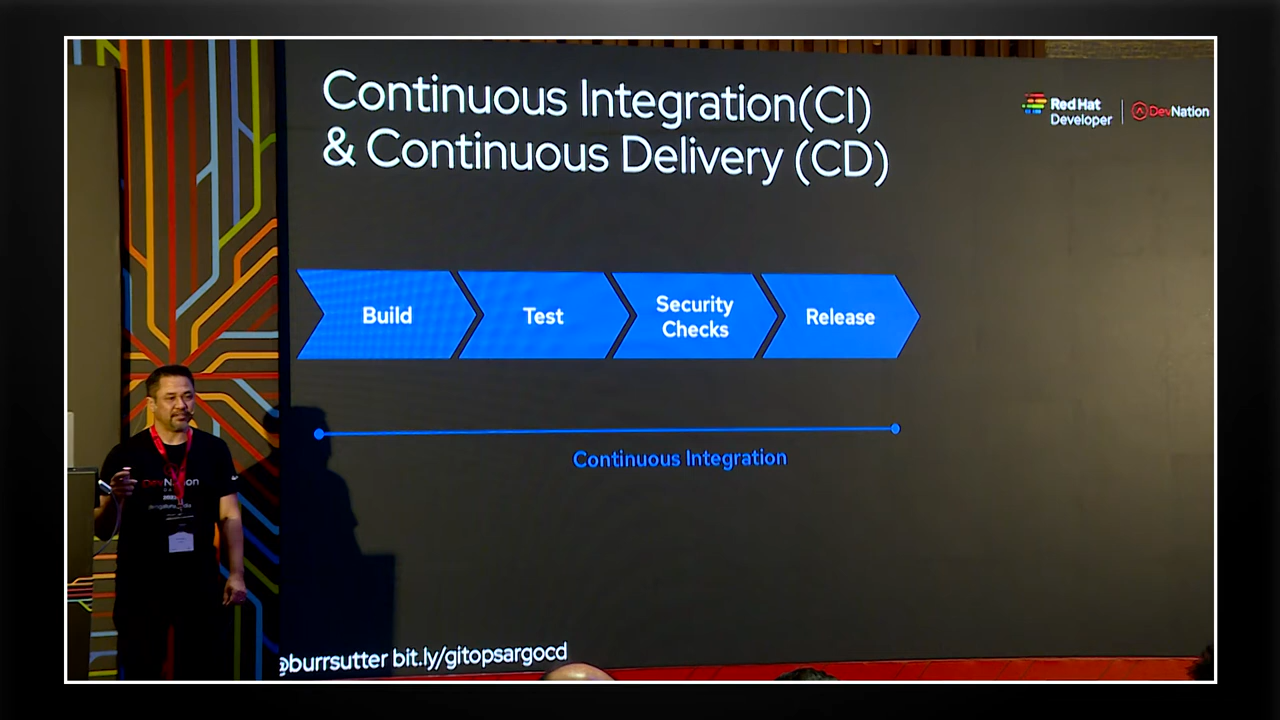 Continuous Integration(CI)
& Continuous Delivery (CD)
Red Hat
Developer
DevNation
Build
Test
Security
Checks
Release
Continuous Integration
@burrsutter bit.ly/gitopsargocd